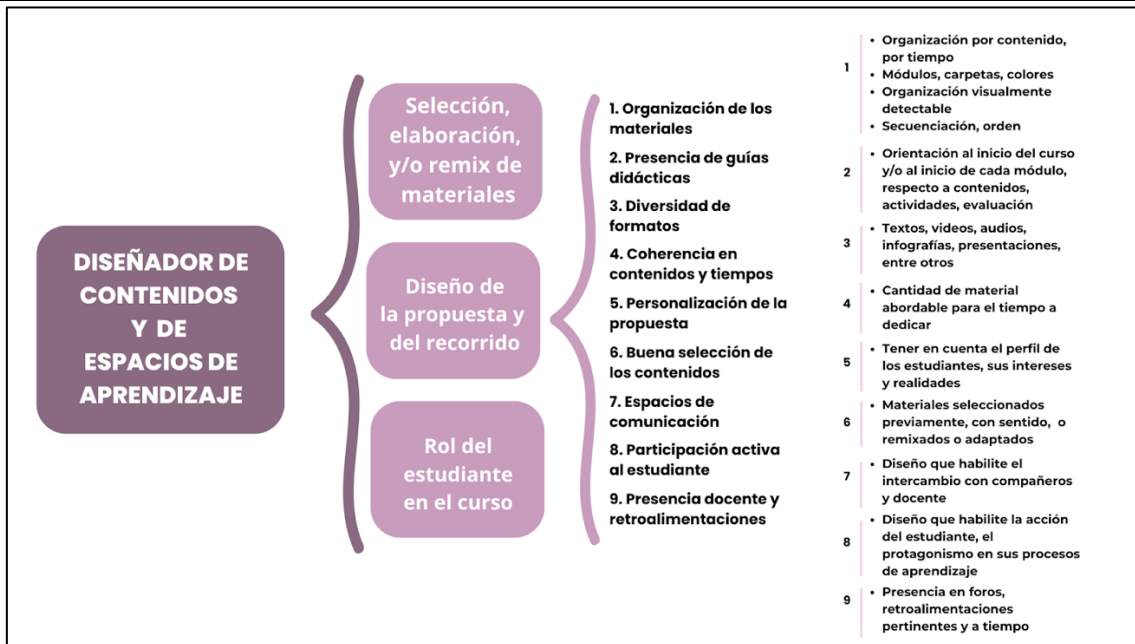 DISEÑADOR DE
CONTENIDOS
Y DE
ESPACIOS DE
APRENDIZAJE
Selección,
elaboración,
y/o remix de
materiales
Diseño de
la propuesta y
del recorrido
Rol del
estudiante
en el curso
1. Organización de los
materiales
2. Presencia de guías
didácticas
3. Diversidad de
formatos
4. Coherencia en
contenidos y tiempos
5. Personalización de la
propuesta
6. Buena selección de
los contenidos
7. Espacios de
comunicación
8. Participación activa
al estudiante
9. Presencia docente y
retroalimentaciones
1
• Organización por contenido,
por tiempo
• Módulos, carpetas, colores
• Organización visualmente
detectable
• Secuenciación, orden
2
• Orientación al inicio del curso
y/o al inicio de cada módulo,
respecto a contenidos,
actividades, evaluación
3
• Textos, videos, audios,
infografías, presentaciones,
entre otros
4
• Cantidad de material
abordable para el tiempo a
dedicar
5
• Tener en cuenta el perfil de
los estudiantes, sus intereses
y realidades
6
• Materiales seleccionados
previamente, con sentido, o
remixados o adaptados
7
• Diseño que habilite el
intercambio con compañeros
y docente
8
• Diseño que habilite la acción
del estudiante, el
protagonismo en sus procesos
de aprendizaje
9
• Presencia en foros,
retroalimentaciones
pertinentes y a tiempo